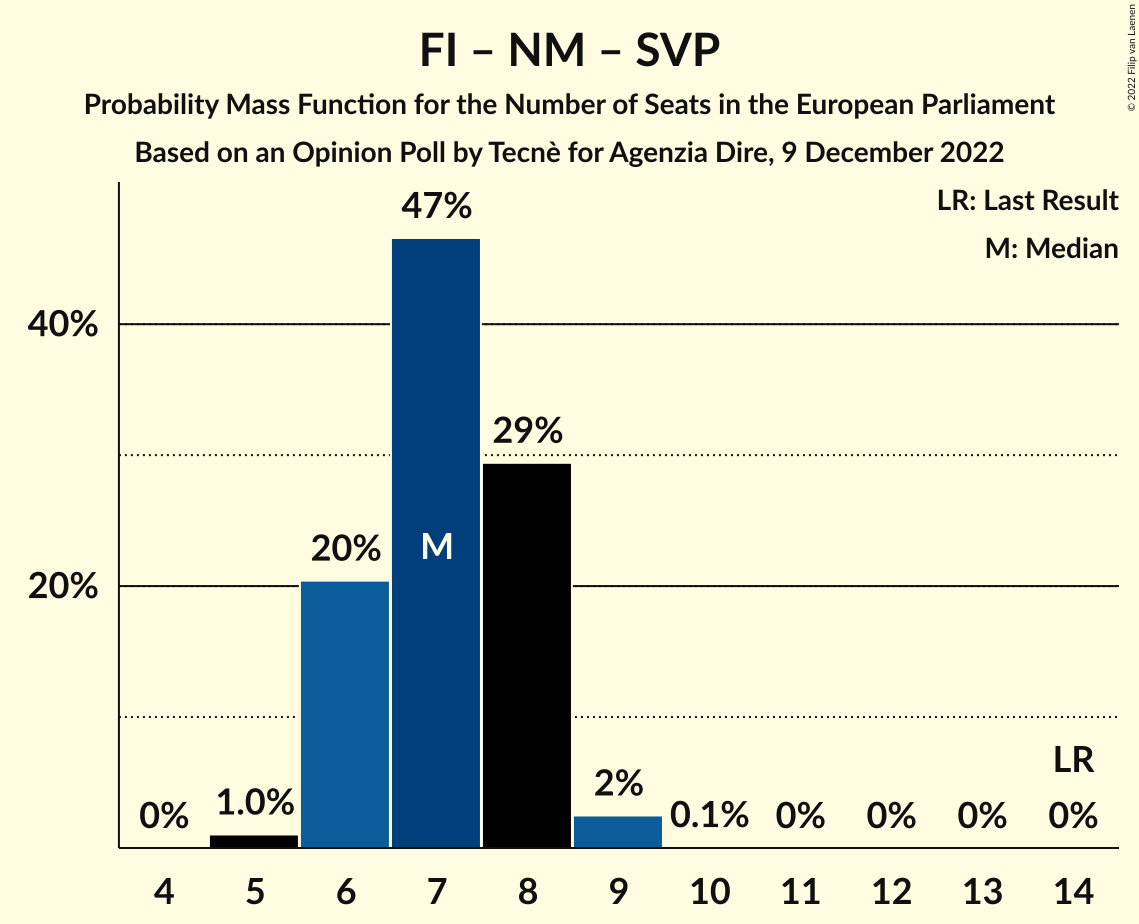 FI – NM – SVP
Probability Mass Function for the Number of Seats in the European Parliament
Based on an Opinion Poll by Tecnè for Agenzia Dire, 9 December 2022
© 2022 Filip van Laenen
LR: Last Result
M: Median
40%
20%
0%
1.0%
20%
47%
M
29%
2%
0.1%
0%
0%
0%
LR
0%
4 5 6 7 8 9 10 11 12 13 14